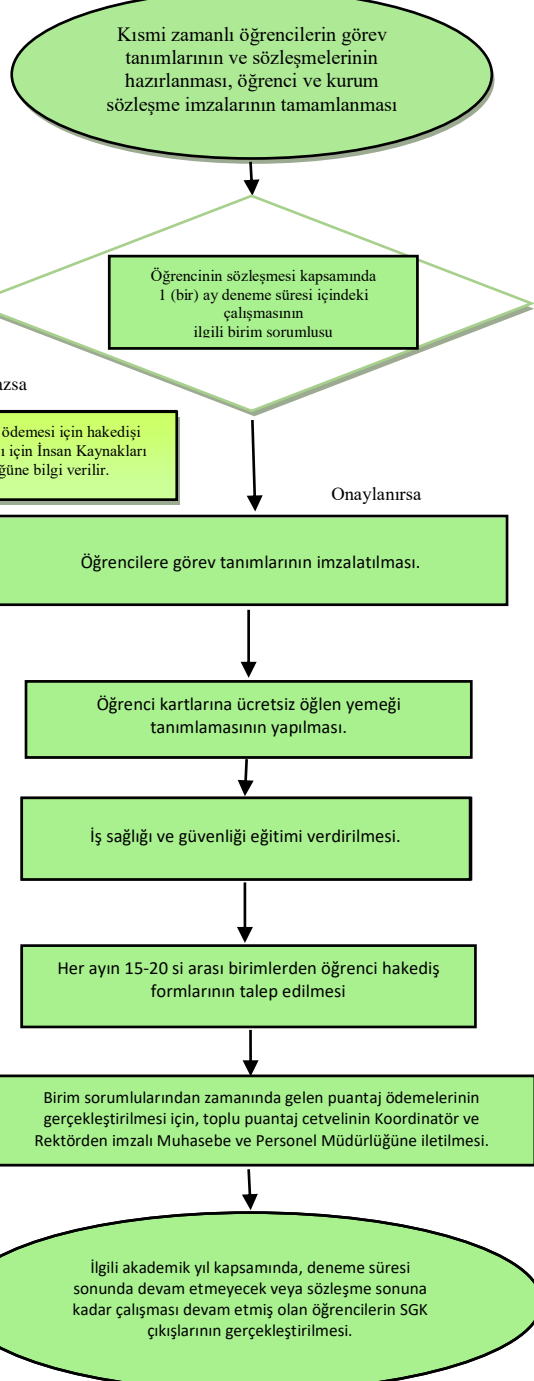 Kısmi zamanlı öğrencilerin görev
tanımlarının ve sözleşmelerinin
hazırlanması, öğrenci ve kurum
sözleşme imzalarının tamamlanması
Öğrencinin sözleşmesi kapsamında
1 (bir) ay deneme süresi içindeki
çalışmasının
ilgili birim sorumlusu
ödemesi için hakedişi
için İnsan Kaynakları
bilgi verilir.
Onaylanırsa
Öğrencilere görev tanımlarının imzalatılması.
Öğrenci kartlarına ücretsiz öğlen yemeği
tanımlamasının yapılması.
İş sağlığı ve güvenliği eğitimi verdirilmesi.
Her ayın 15-20 si arası birimlerden öğrenci hakediş
formlarının talep edilmesi
Birim sorumlularından zamanında gelen puantaj ödemelerinin
gerçekleştirilmesi için, toplu puantaj cetvelinin Koordinatör ve
Rektörden imzalı Muhasebe ve Personel Müdürlüğüne iletilmesi.
İlgili akademik yıl kapsamında, deneme süresi
sonunda devam etmeyecek veya sözleşme sonuna
kadar çalışması devam etmiş olan öğrencilerin SGK
çıkışlarının gerçekleştirilmesi.